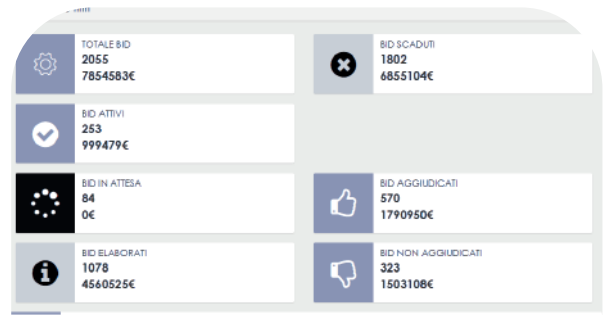 TOTALE BID
2055
7854583€
BID SCADUTI
1802
6855104€
BID ATTIVI
253
999479€
BID IN ATTESA
84
0€
BID AGGIUDICATI
570
1790950€
BID ELABORATI
1078
4560525€
BID NON AGGIUDICATI
323
1503108€